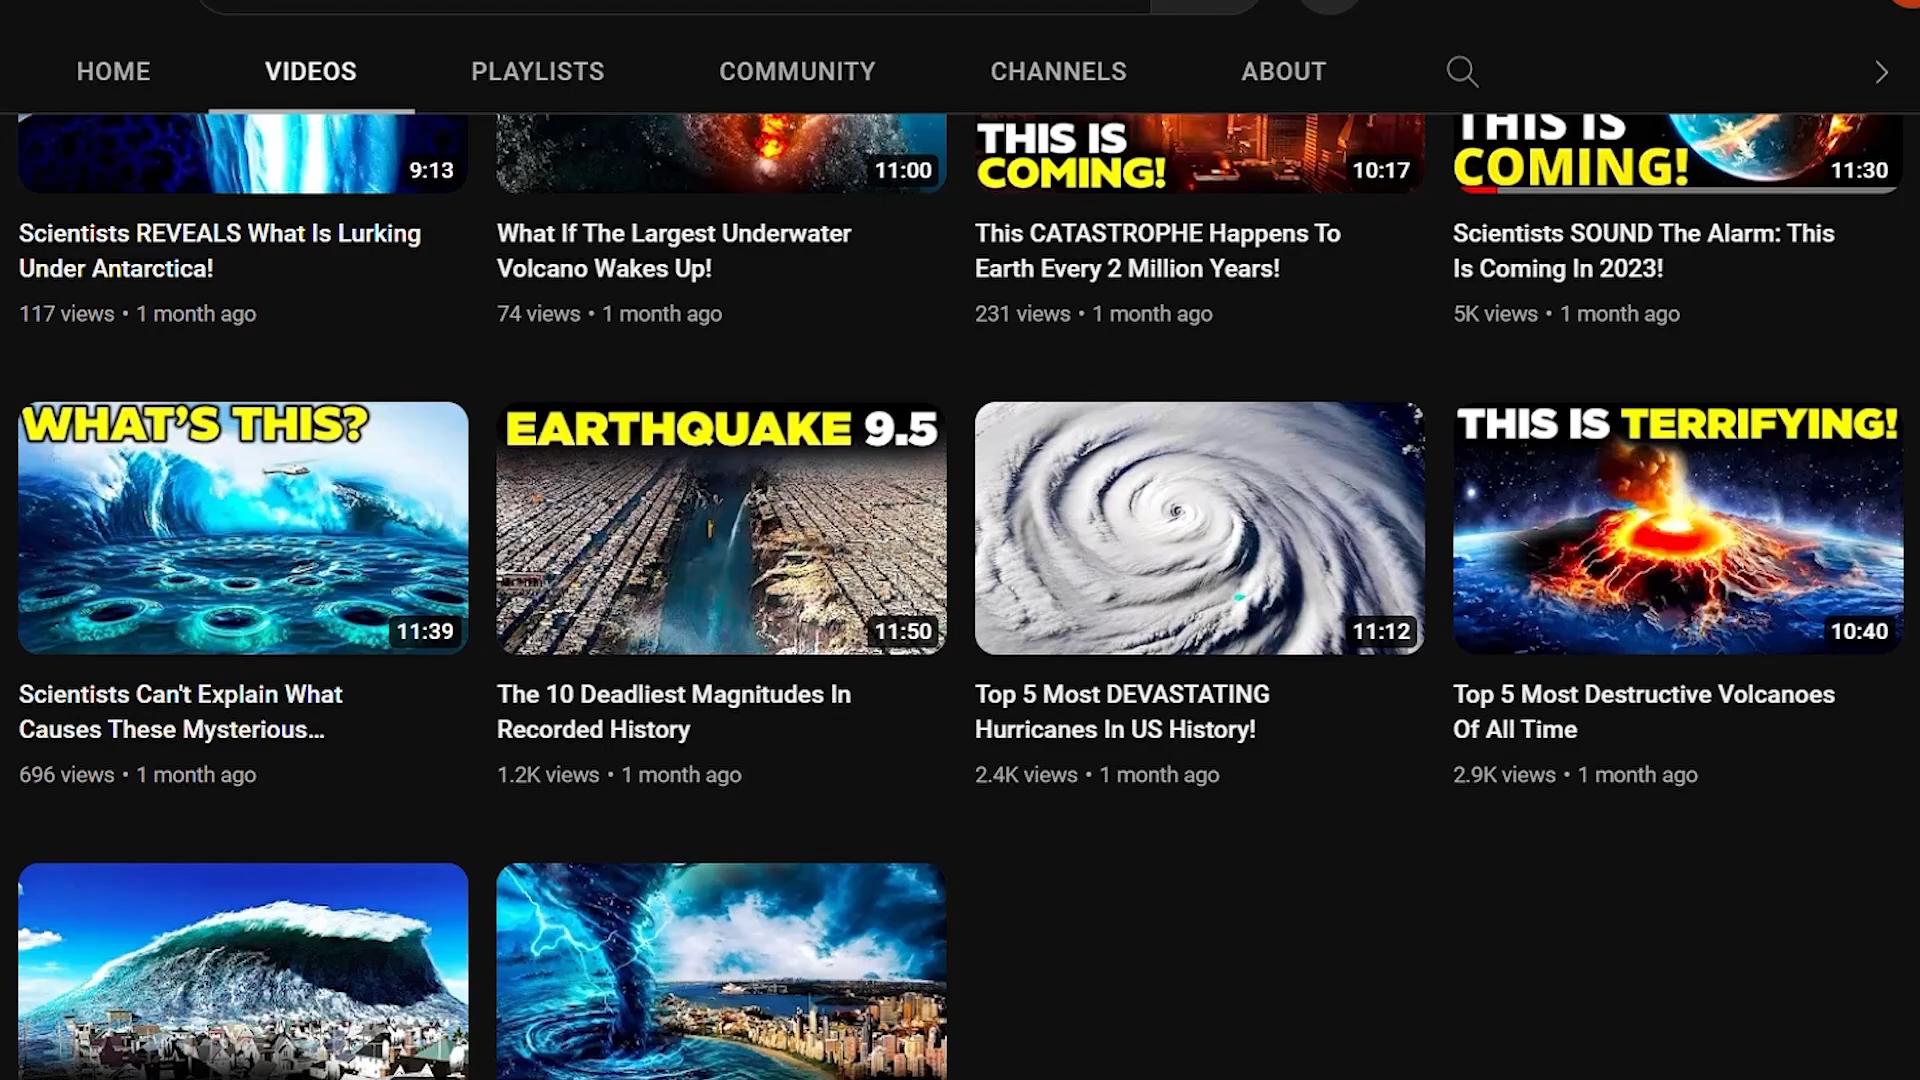 HOME VIDEOS PLAYLISTS COMMUNITY CHANNELS ABOUT
9:13
11:00
THIS IS
COMING!
10:17
THIS IS
COMING!
11:30
Scientists REVEALS What Is Lurking
Under Antarctica!
117 views • 1 month ago
What If The Largest Underwater
Volcano Wakes Up!
74 views • 1 month ago
This CATASTROPHE Happens To
Earth Every 2 Million Years!
231 views • 1 month ago
Scientists SOUND The Alarm: This
Is Coming In 2023!
5K views • 1 month ago
WHAT'S THIS?
11:39
EARTHQUAKE 9.5
11:50
11:12
THIS IS TERRIFYING!
10:40
Scientists Can't Explain What
Causes These Mysterious...
696 views • 1 month ago
The 10 Deadliest Magnitudes In
Recorded History
1.2K views • 1 month ago
Top 5 Most DEVASTATING
Hurricanes In US History!
2.4K views • 1 month ago
Top 5 Most Destructive Volcanoes
Of All Time
2.9K views • 1 month ago